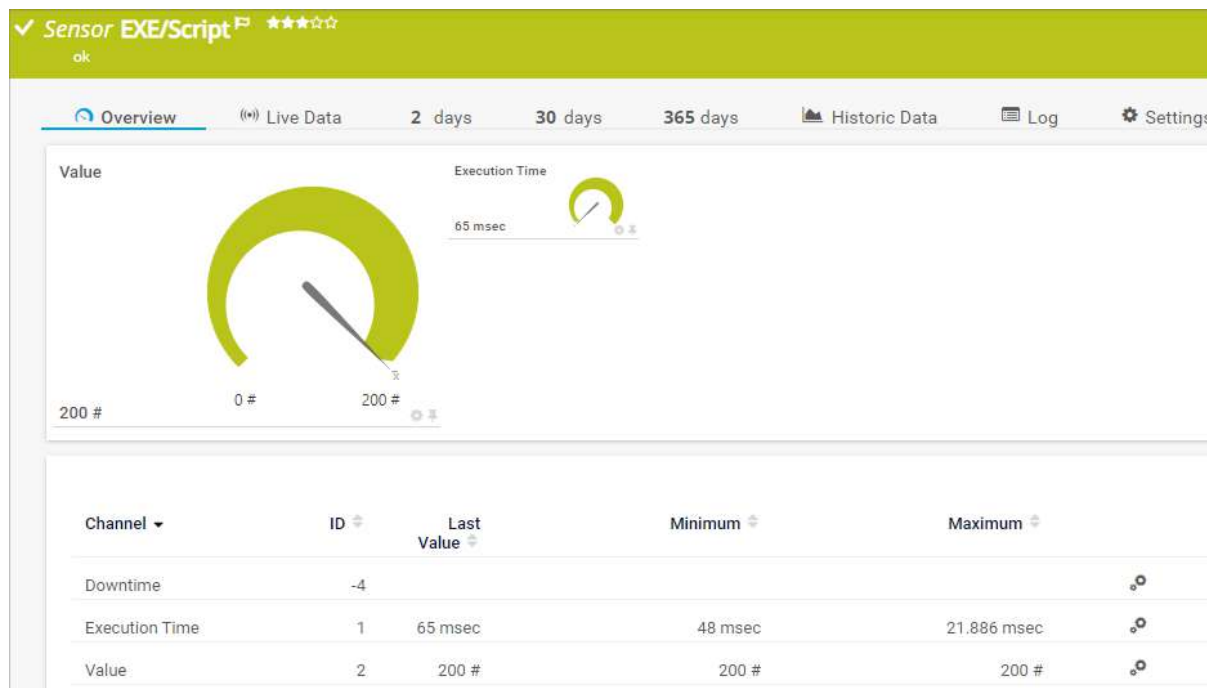 Sensor EXE/Script
ok
Overview Live Data 2 days 30 days 365 days Historic Data Log Settings
Value
Execution Time
65 msec
0 # 200 #
200 #
Channel ID Last Value Minimum Maximum
Downtime -4
Execution Time 1 65 msec 48 msec 21.886 msec
Value 2 200 # 200 # 200 #